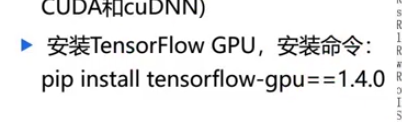 CUDA和cuDNN)
安装TensorFlow GPU，安装命令：
pip install tensorflow-gpu==1.4.0